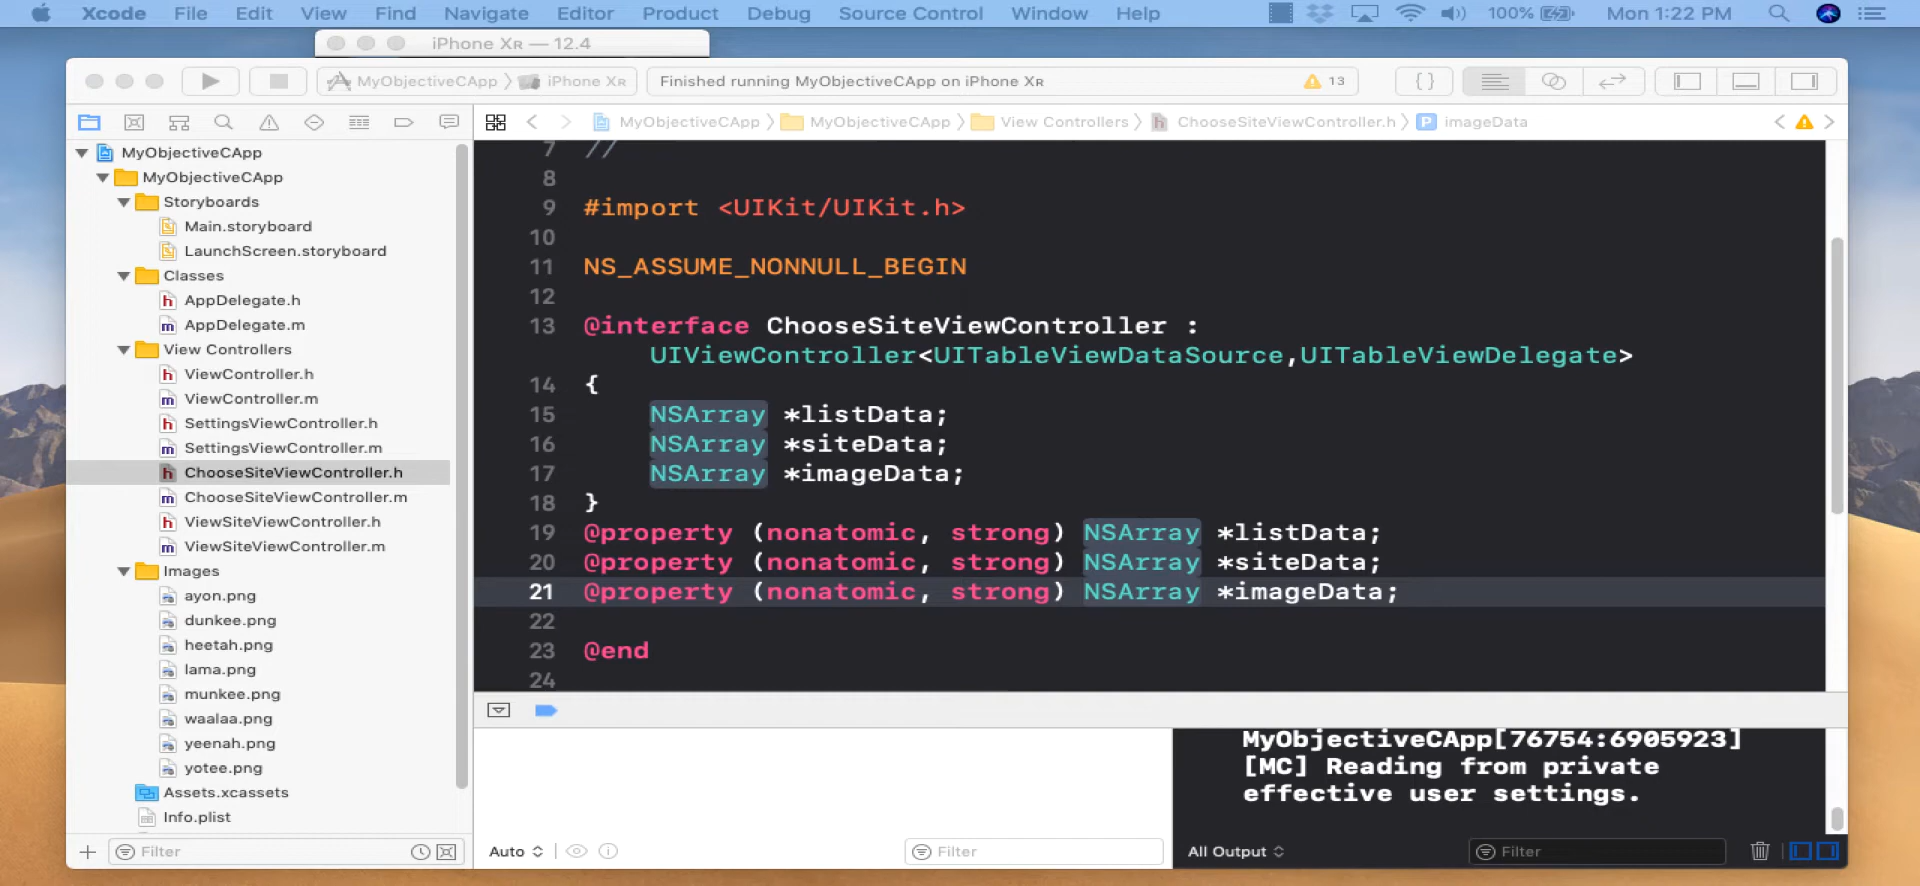 Xcode File Edit View Find Navigate Editor Product Debug Source Control Window Help 100% Mon 1:22 PM
iPhone XR — 12.4
MyObjectiveCApp iPhone XR Finished running MyObjectiveCApp on iPhone XR 13 { }
MyObjectiveCApp MyObjectiveCApp View Controllers h ChooseSiteViewController.h P imageData
MyObjectiveCApp
MyObjectiveCApp
Storyboards
Main.storyboard
LaunchScreen.storyboard
Classes
h AppDelegate.h
m AppDelegate.m
View Controllers
h ViewController.h
m ViewController.m
h SettingsViewController.h
m SettingsViewController.m
h ChooseSiteViewController.h
m ChooseSiteViewController.m
h ViewSiteViewController.h
m ViewSiteViewController.m
Images
ayon.png
dunkee.png
heetah.png
lama.png
munkee.png
waalaa.png
yeenah.png
yotee.png
Assets.xcassets
Info.plist
Filter
7 //
8
9 #import <UIKit/UIKit.h>
10
11 NS_ASSUME_NONNULL_BEGIN
12
13 @interface ChooseSiteViewController :
UIViewController<UITableViewDataSource,UITableViewDelegate>
14 {
15 NSArray *listData;
16 NSArray *siteData;
17 NSArray *imageData;
18 }
19 @property (nonatomic, strong) NSArray *listData;
20 @property (nonatomic, strong) NSArray *siteData;
21 @property (nonatomic, strong) NSArray *imageData;
22
23 @end
24
MyObjectiveCApp[76754:6905923]
[MC] Reading from private
effective user settings.
Auto Filter
All Output Filter